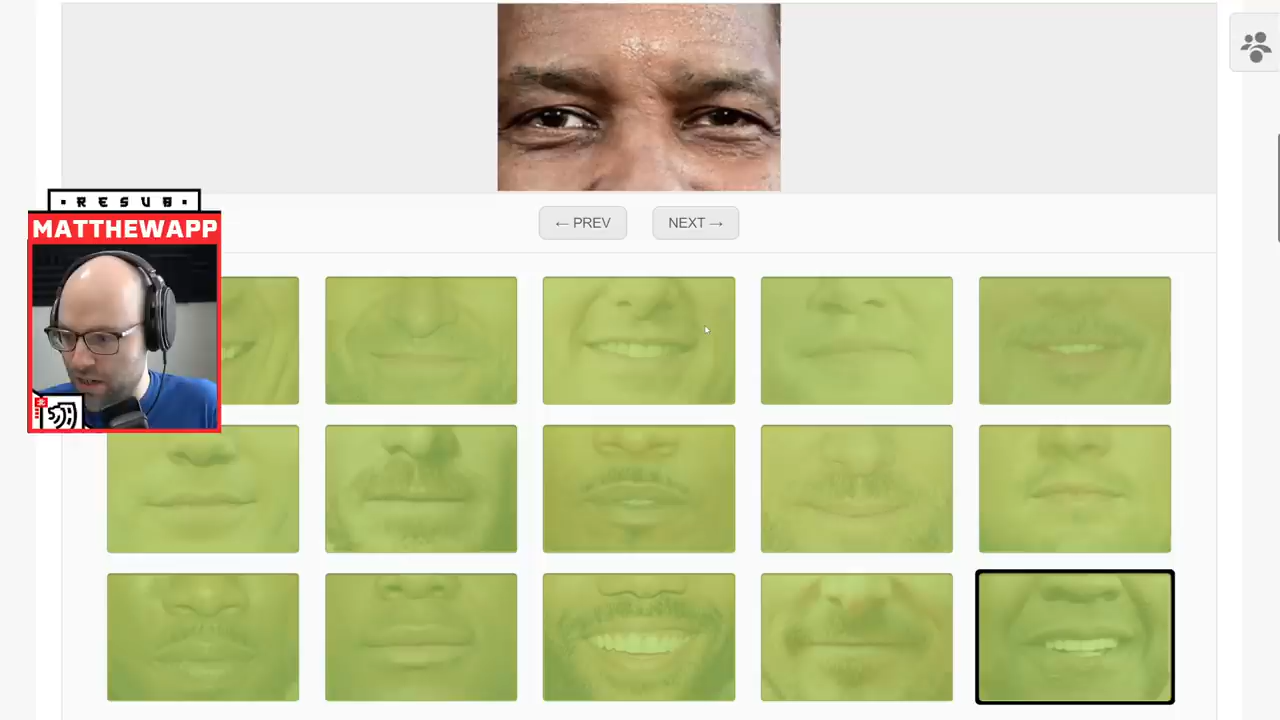 ← PREV
NEXT →
· R E S U B ·
MATTHEWAPP